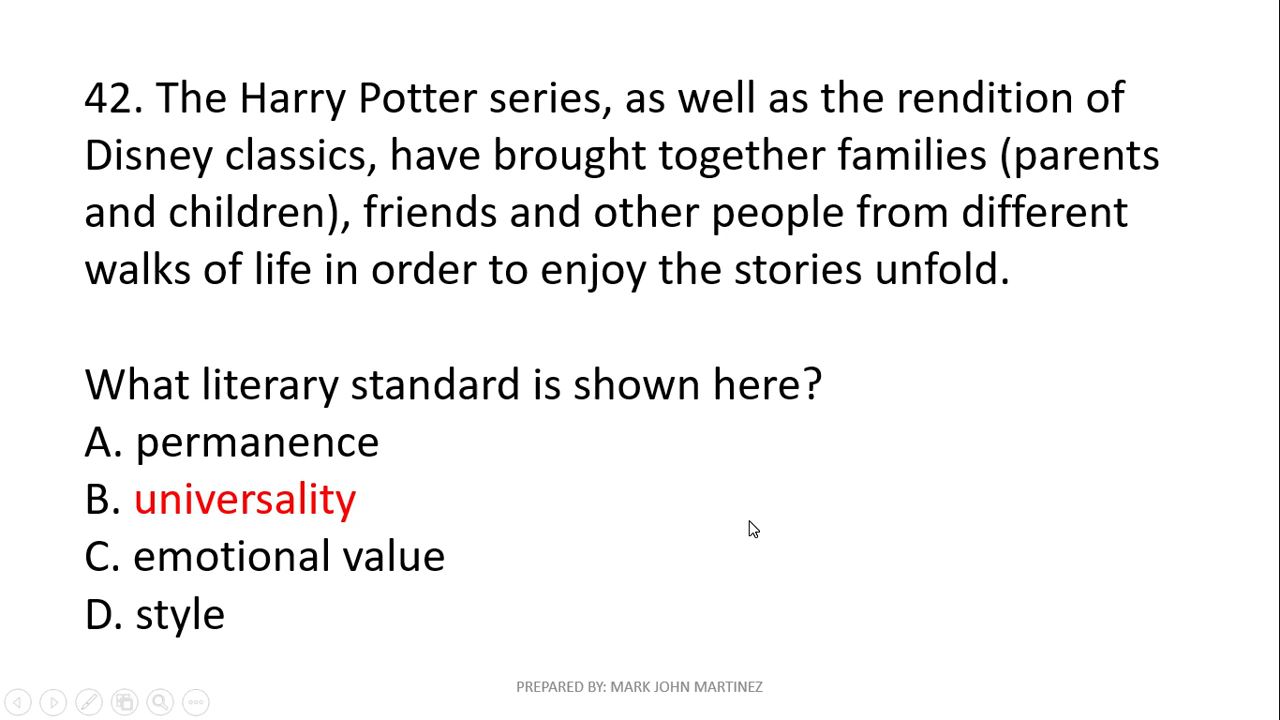 42. The Harry Potter series, as well as the rendition of
Disney classics, have brought together families (parents
and children), friends and other people from different
walks of life in order to enjoy the stories unfold.
What literary standard is shown here?
A. permanence
B. universality
C. emotional value
D. style
PREPARED BY: MARK JOHN MARTINEZ